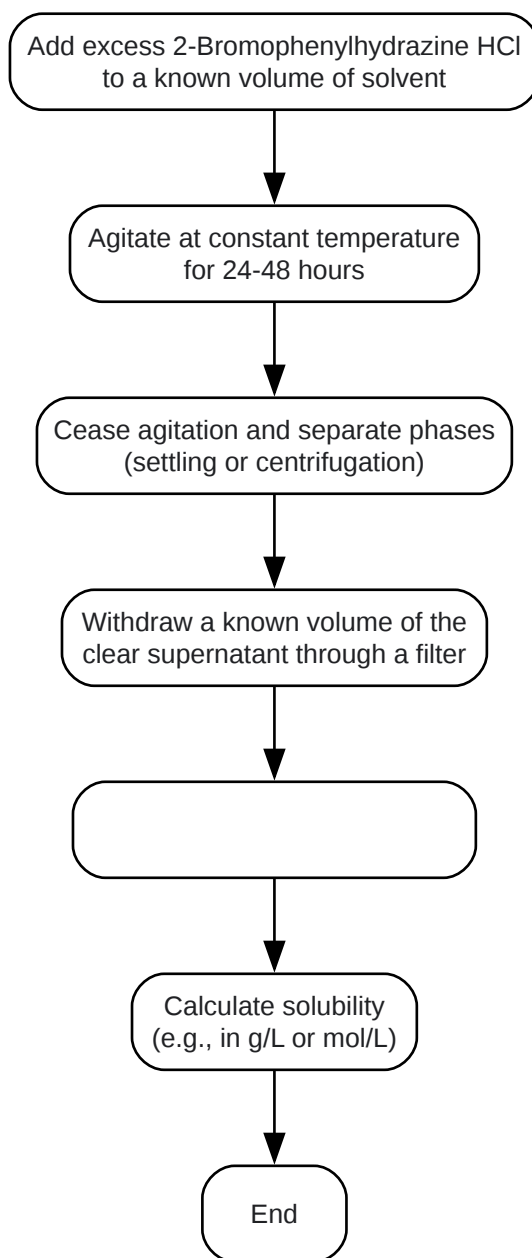 Add excess 2-Bromophenylhydrazine HCl
to a known volume of solvent
Agitate at constant temperature
for 24-48 hours
Cease agitation and separate phases
(settling or centrifugation)
Withdraw a known volume of the
clear supernatant through a filter
Calculate solubility
(e.g., in g/L or mol/L)
End